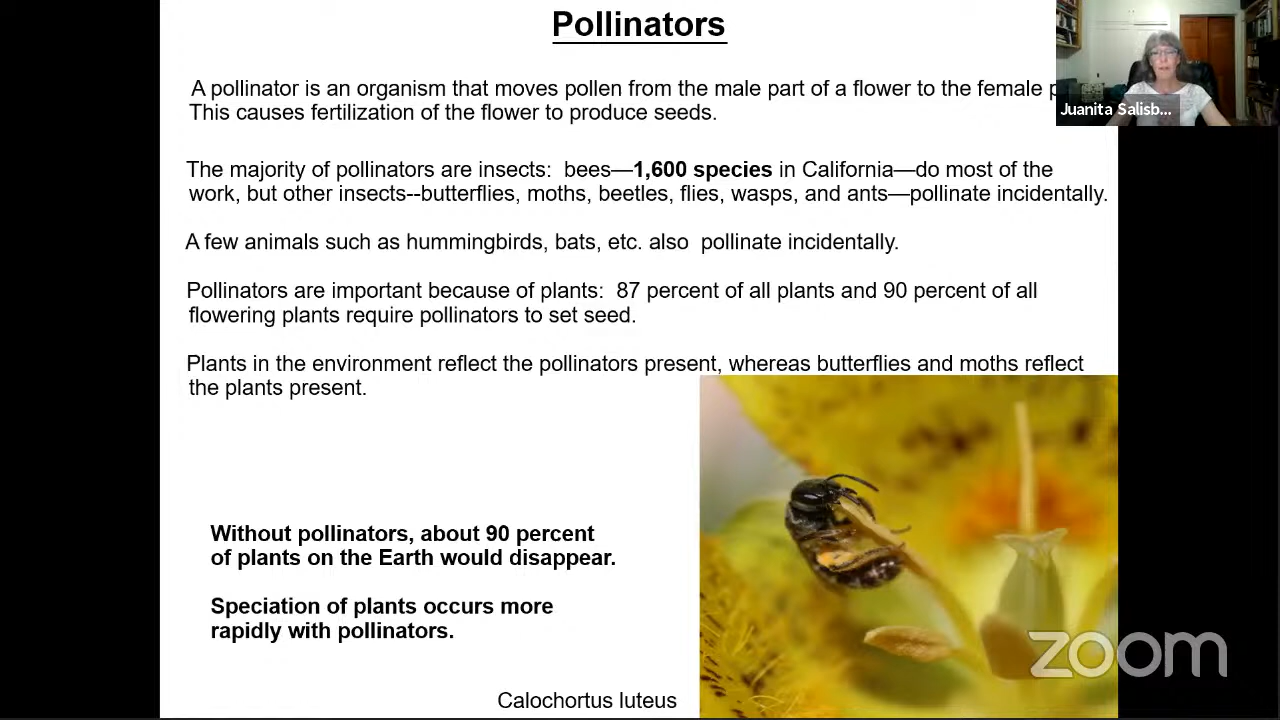 Pollinators
A pollinator is an organism that moves pollen from the male part of a flower to the female
This causes fertilization of the flower to produce seeds.
Juanita Salisb...
The majority of pollinators are insects: bees—1,600 species in California—do most of the
work, but other insects--butterflies, moths, beetles, flies, wasps, and ants—pollinate incidentally.
A few animals such as hummingbirds, bats, etc. also pollinate incidentally.
Pollinators are important because of plants: 87 percent of all plants and 90 percent of all
flowering plants require pollinators to set seed.
Plants in the environment reflect the pollinators present, whereas butterflies and moths reflect
the plants present.
Without pollinators, about 90 percent
of plants on the Earth would disappear.
Speciation of plants occurs more
rapidly with pollinators.
Calochortus luteus
zoom